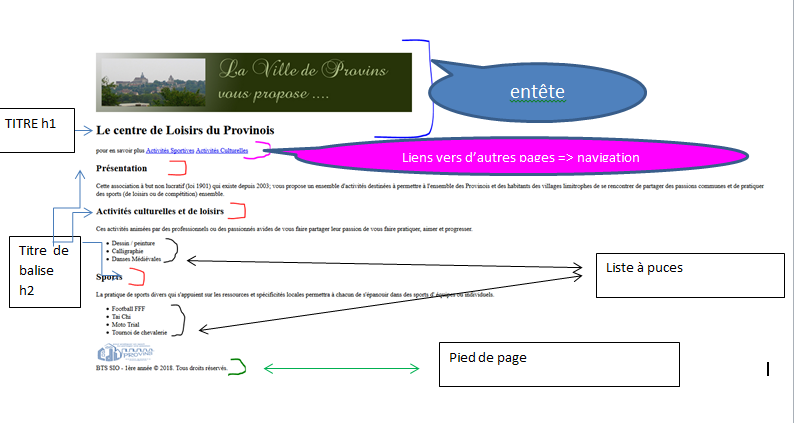 La Ville de Provins
vous propose ....
entête
TITRE h1
Le centre de Loisirs du Provinois
pour en savoir plus Activités Sportives Activités Culturelles
Liens vers d'autres pages => navigation
Présentation
Cette association à but non lucratif (loi 1901) qui existe depuis 2003; vous propose un ensemble d'activités destinées à permettre à l'ensemble des Provinois et des habitants des villages limitrophes de se rencontrer de partager des passions communes et de pratiquer
des sports (de loisirs ou de compétition) ensemble.
Activités culturelles et de loisirs
Ces activités animées par des professionnels ou des passionnés avides de vous faire partager leur passion de vous faire pratiquer, aimer et progresser.
Titre de
balise
h2
• Dessin / peinture
• Calligraphie
• Danses Médiévales
Liste à puces
Sports
La pratique de sports divers qui s'appuient sur les ressources et spécificités locales permettra à chacun de s'épanouir dans des sports d'équipes ou individuels.
• Football FFF
• Tai Chi
• Moto Trial
• Tournoi de chevalerie
PROVINS
Pied de page
BTS SIO - 1ère année © 2018. Tous droits réservés.